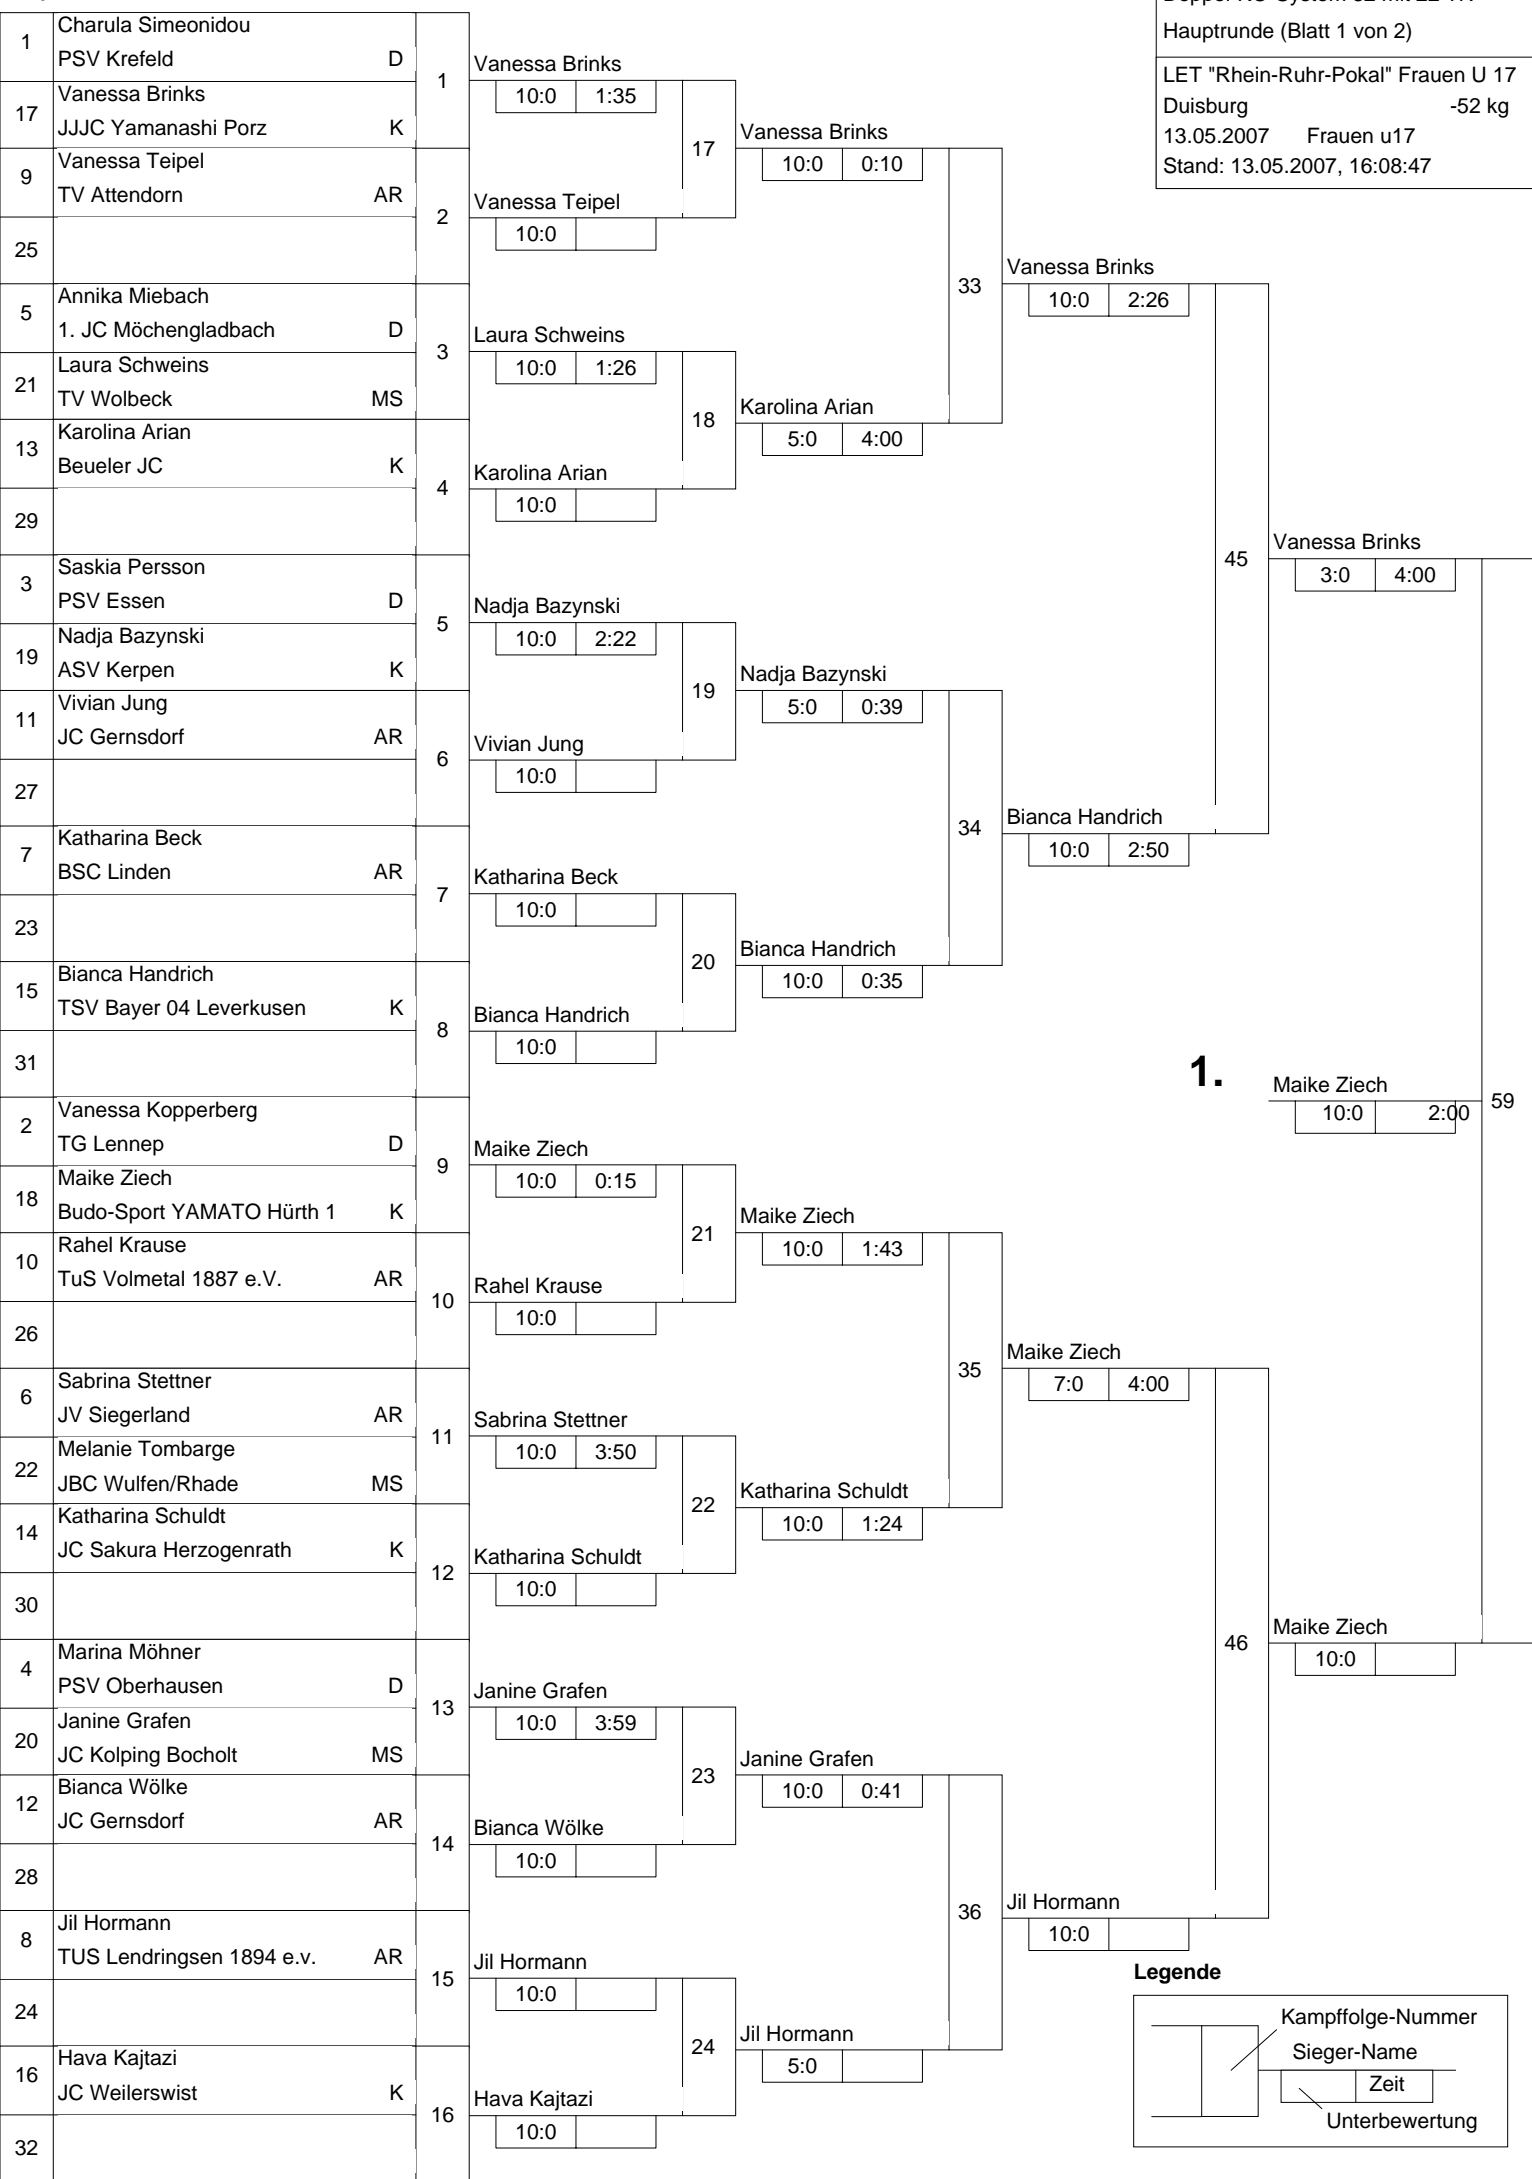 Hauptrunde (Blatt 1 von 2)
LET "Rhein-Ruhr-Pokal" Frauen U 17
Duisburg -52 kg
13.05.2007 Frauen u17
Stand: 13.05.2007, 16:08:47
1 Charula Simeonidou
PSV Krefeld D
17 Vanessa Brinks
JJJC Yamanashi Porz K
9 Vanessa Teipel
TV Attendorn AR
25
5 Annika Miebach
1. JC Möchengladbach D
21 Laura Schweins
TV Wolbeck MS
13 Karolina Arian
Beueler JC K
29
3 Saskia Persson
PSV Essen D
19 Nadja Bazynski
ASV Kerpen K
11 Vivian Jung
JC Gernsdorf AR
27
7 Katharina Beck
BSC Linden AR
23
15 Bianca Handrich
TSV Bayer 04 Leverkusen K
31
2 Vanessa Kopperberg
TG Lennep D
18 Maike Ziech
Budo-Sport YAMATO Hürth 1 K
10 Rahel Krause
TuS Volmetal 1887 e.V. AR
26
6 Sabrina Stettner
JV Siegerland AR
22 Melanie Tombarge
JBC Wulfen/Rhade MS
14 Katharina Schuldt
JC Sakura Herzogenrath K
30
4 Marina Möhner
PSV Oberhausen D
20 Janine Grafen
JC Kolping Bocholt MS
12 Bianca Wölke
JC Gernsdorf AR
28
8 Jil Hormann
TUS Lendringsen 1894 e.v. AR
24
16 Hava Kajtazi
JC Weilerswist K
32
1 Vanessa Brinks
10:0 1:35
2 Vanessa Teipel
10:0
3 Laura Schweins
10:0 1:26
4 Karolina Arian
10:0
5 Nadja Bazynski
10:0 2:22
6 Vivian Jung
10:0
7 Katharina Beck
10:0
8 Bianca Handrich
10:0
9 Maike Ziech
10:0 0:15
10 Rahel Krause
10:0
11 Sabrina Stettner
10:0 3:50
12 Katharina Schuldt
10:0
13 Janine Grafen
10:0 3:59
14 Bianca Wölke
10:0
15 Jil Hormann
10:0
16 Hava Kajtazi
10:0
17 Vanessa Brinks
10:0 0:10
18 Karolina Arian
5:0 4:00
19 Nadja Bazynski
5:0 0:39
20 Bianca Handrich
10:0 0:35
21 Maike Ziech
10:0 1:43
22 Katharina Schuldt
10:0 1:24
23 Janine Grafen
10:0 0:41
24 Jil Hormann
5:0
33 Vanessa Brinks
10:0 2:26
34 Bianca Handrich
10:0 2:50
35 Maike Ziech
7:0 4:00
36 Jil Hormann
10:0
45 Vanessa Brinks
3:0 4:00
46 Maike Ziech
10:0
1. Maike Ziech
10:0 2:00 59
Legende
Kampffolge-Nummer
Sieger-Name
Zeit
Unterbewertung